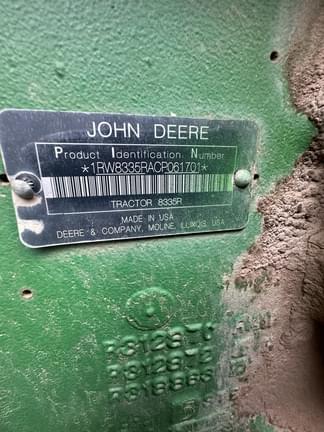 JOHN DEERE
Product Identification Number
*1RW8335RACP061701*
TRACTOR 8335R
MADE IN USA
DEERE & COMPANY, MOLINE, ILLINOIS, USA